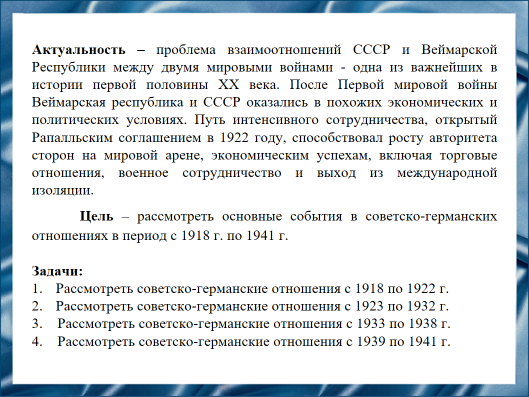 Актуальность – проблема взаимоотношений СССР и Веймарской
Республики между двумя мировыми войнами - одна из важнейших в
истории первой половины XX века. После Первой мировой войны
Веймарская республика и СССР оказались в похожих экономических и
политических условиях. Путь интенсивного сотрудничества, открытый
Рапалльским соглашением в 1922 году, способствовал росту авторитета
сторон на мировой арене, экономическим успехам, включая торговые
отношения, военное сотрудничество и выход из международной
изоляции.
Цель – рассмотреть основные события в советско-германских
отношениях в период с 1918 г. по 1941 г.
Задачи:
1. Рассмотреть советско-германские отношения с 1918 по 1922 г.
2. Рассмотреть советско-германские отношения с 1923 по 1932 г.
3. Рассмотреть советско-германские отношения с 1933 по 1938 г.
4. Рассмотреть советско-германские отношения с 1939 по 1941 г.